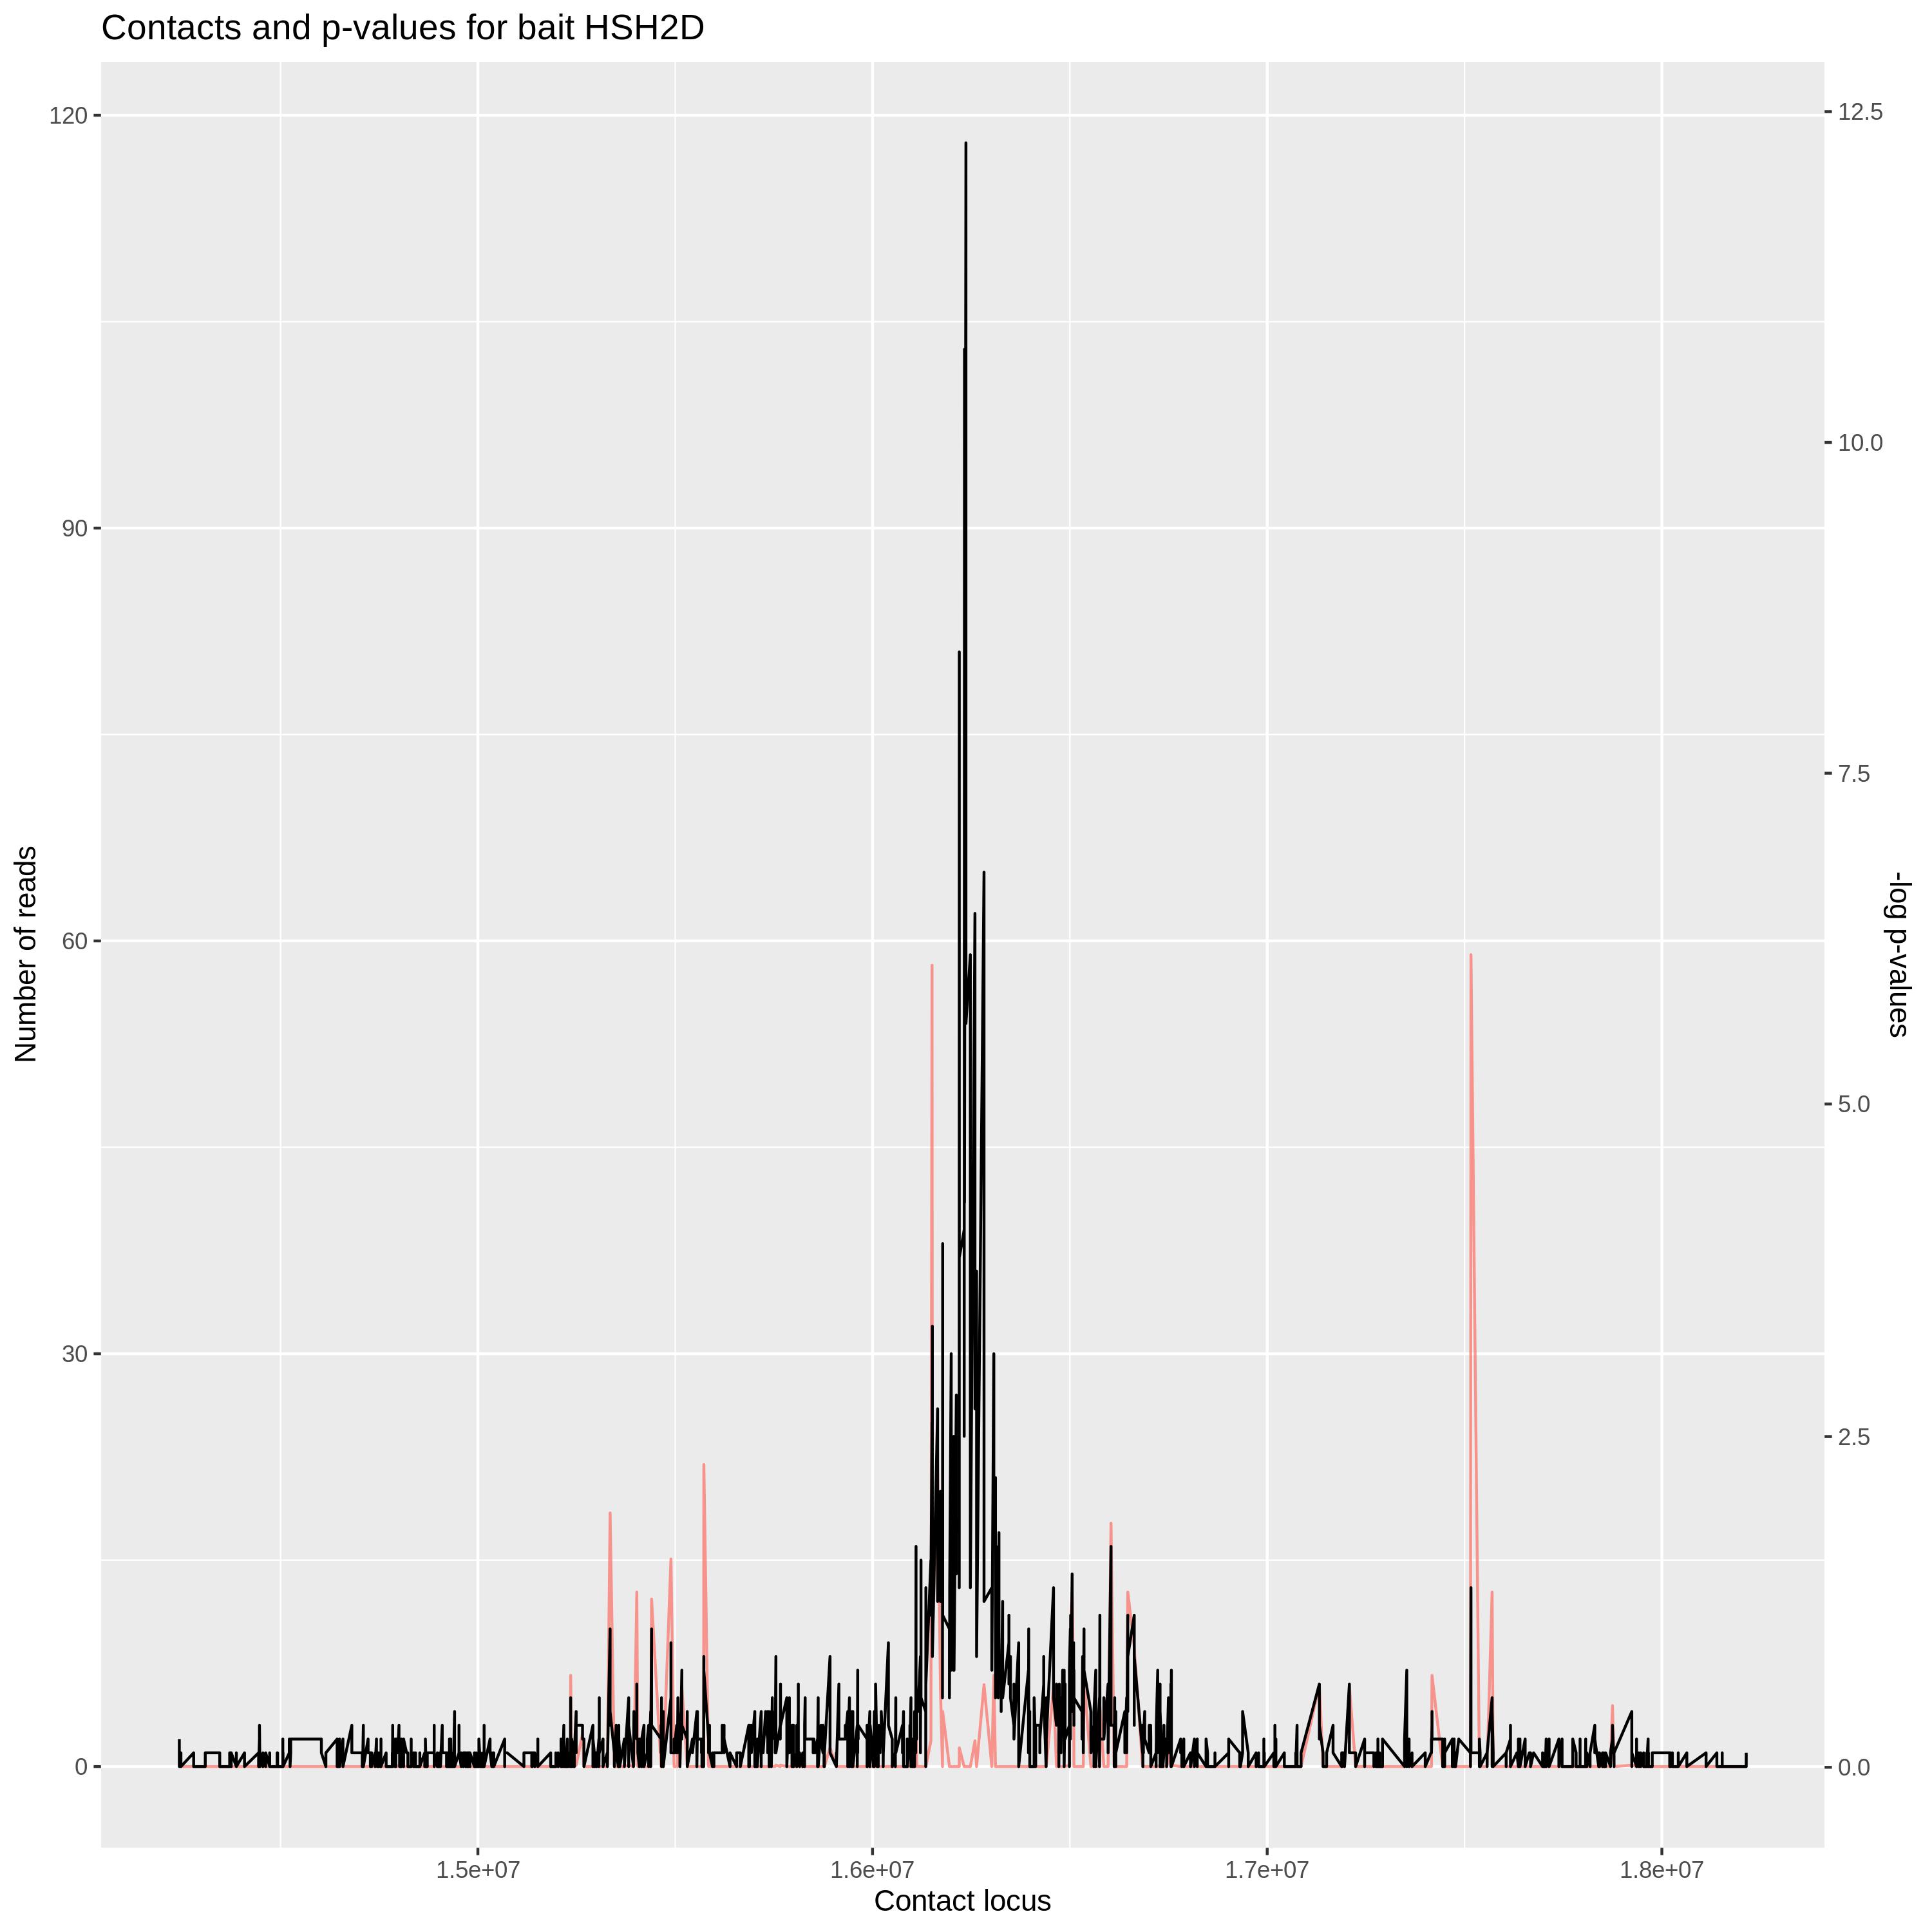 Contacts and p-values for bait HSH2D
120
90
60
30
0
Number of reads
12.5
10.0
7.5
5.0
2.5
0.0
-log p-values
1.5e+07
1.6e+07
1.7e+07
1.8e+07
Contact locus